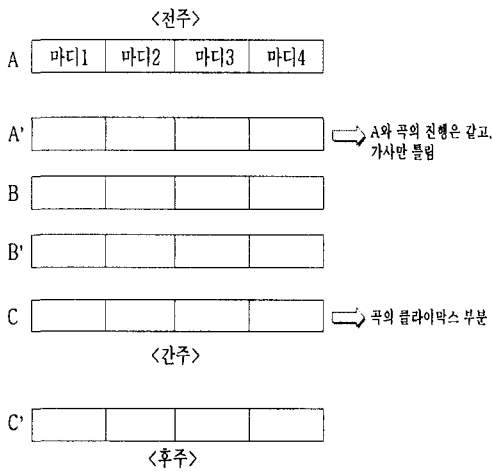 <전주>
A 마디1 마디2 마디3 마디4
A' A와 곡의 진행은 같고,
가사만 틀림
B
B'
C 곡의 클라이막스 부분
<간주>
C'
<후주>